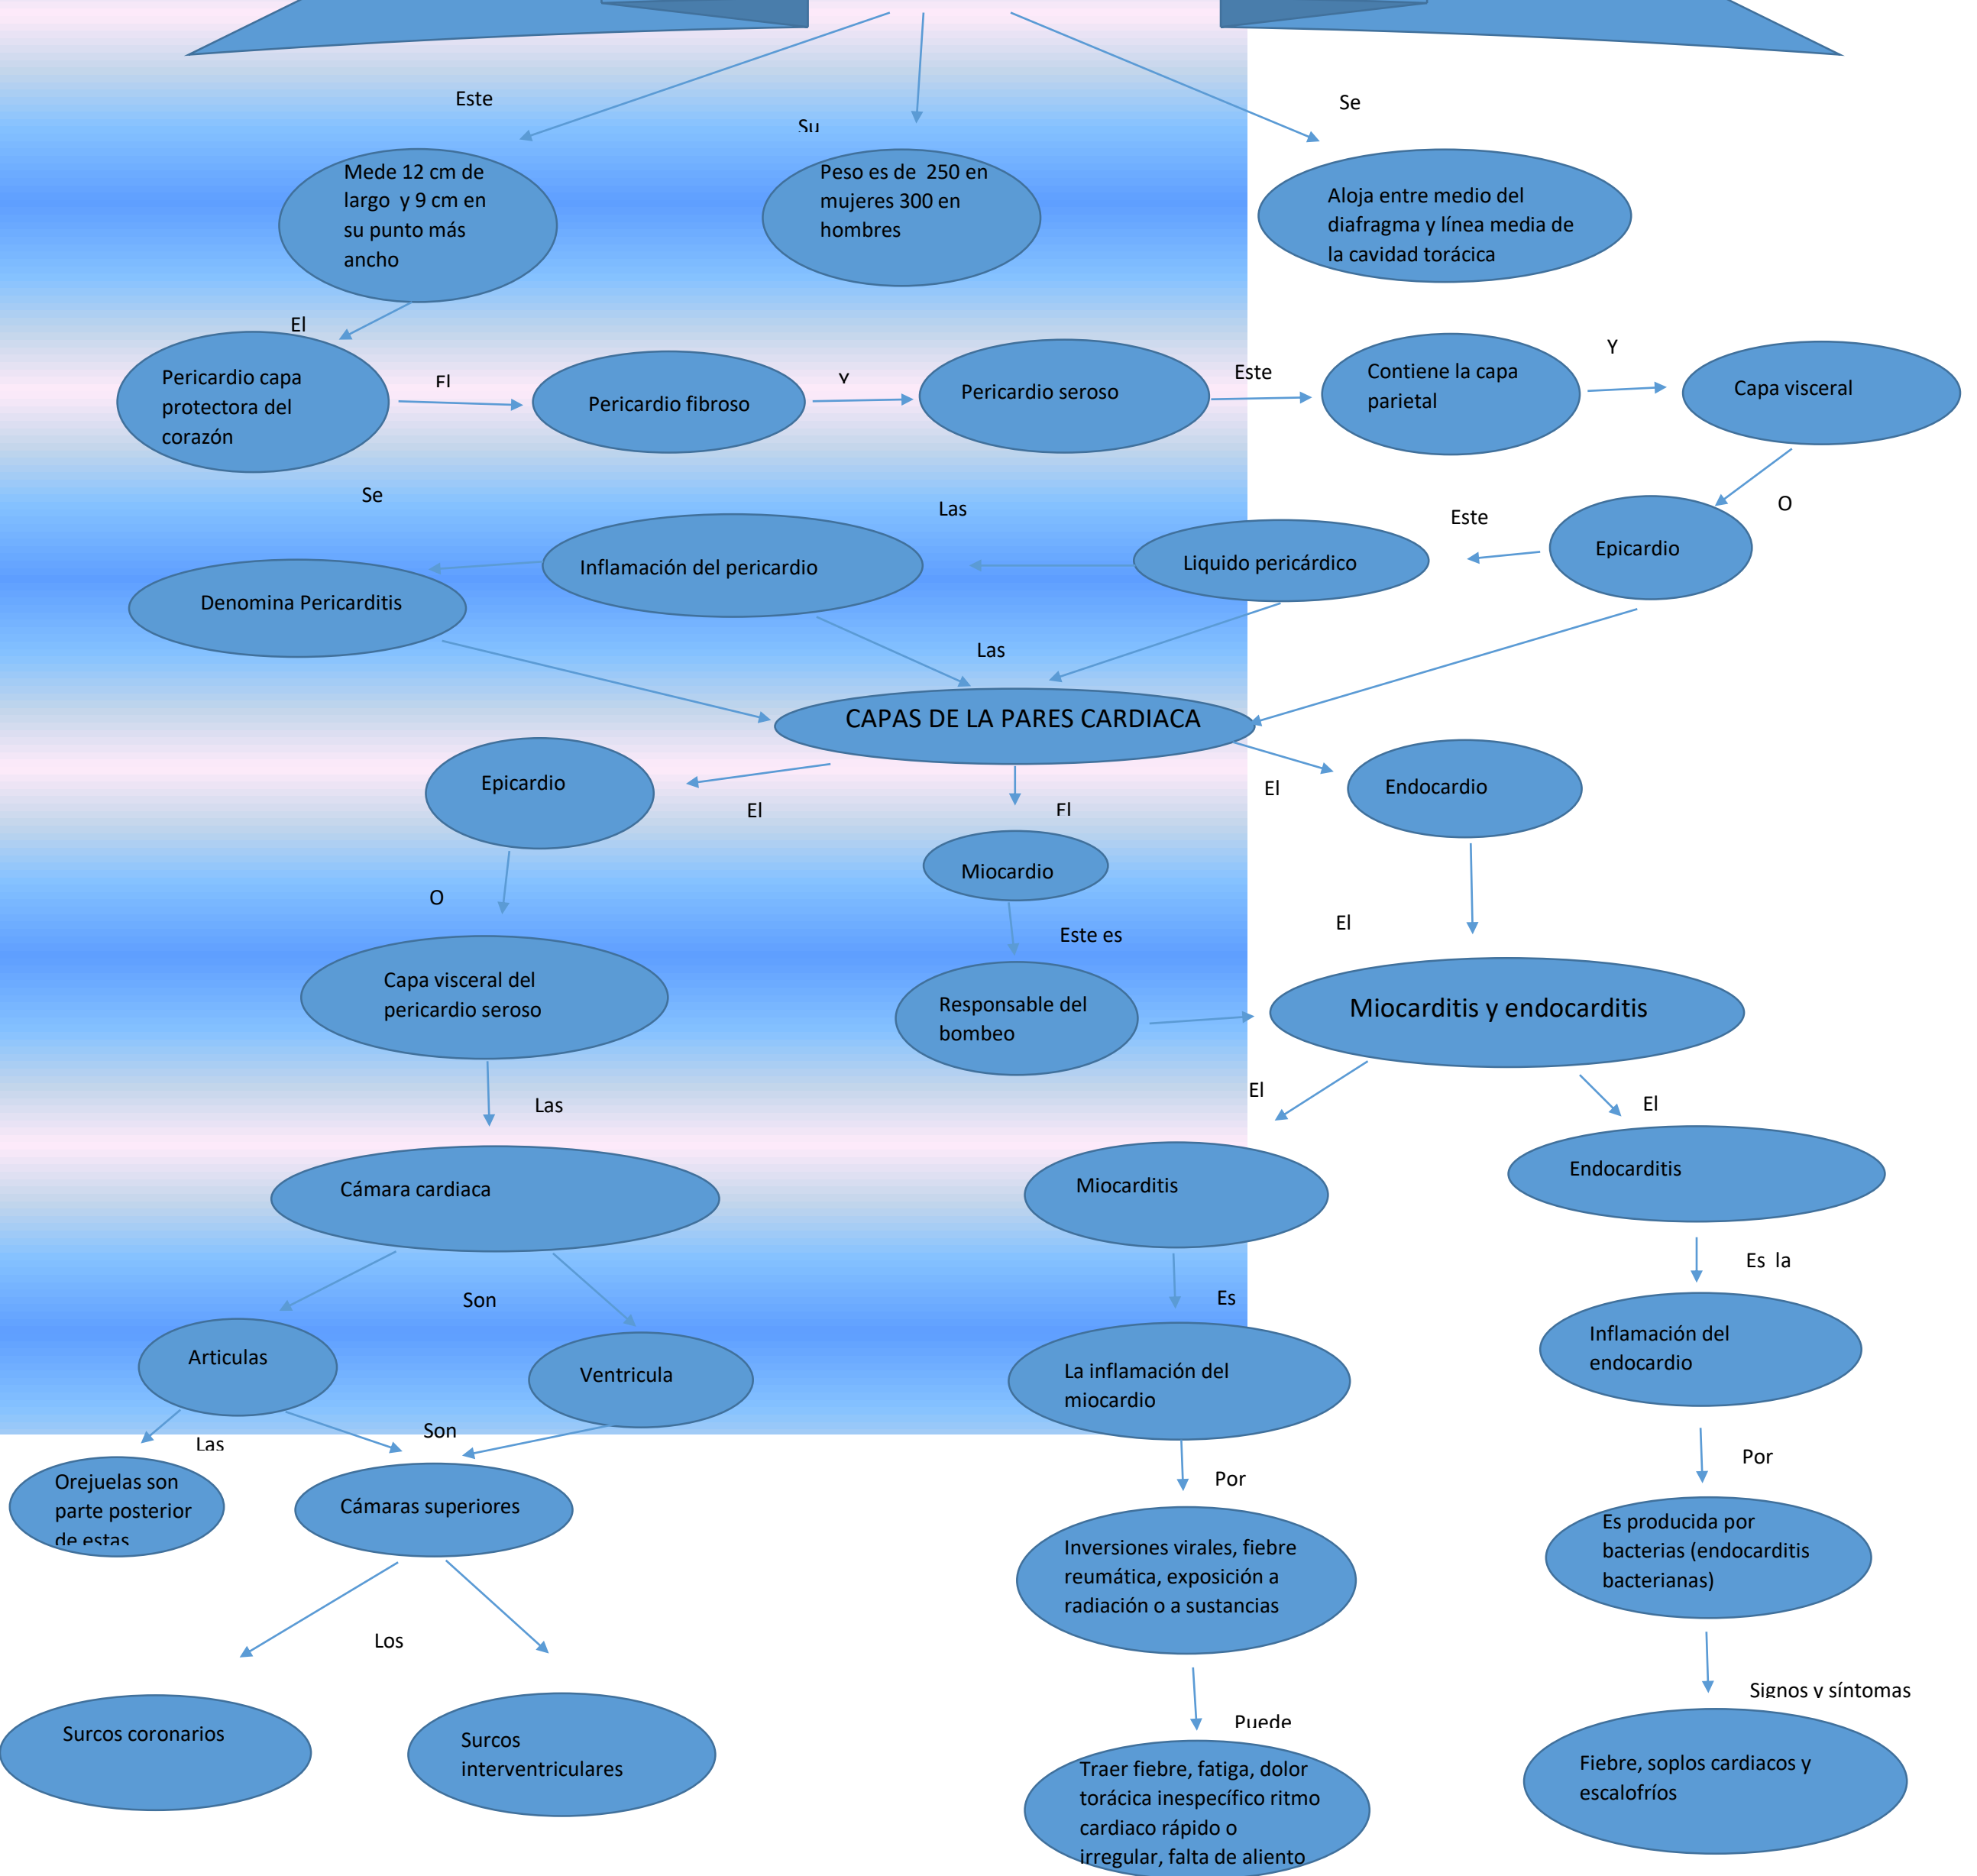 Este
Su
Se
Mede 12 cm de
largo y 9 cm en
su punto más
ancho
Peso es de 250 en
mujeres 300 en
hombres
Aloja entre medio del
diafragma y línea media de
la cavidad torácica
El
Pericardio capa
protectora del
corazón
El
Pericardio fibroso
Y
Pericardio seroso
Este
Contiene la capa
parietal
Y
Capa visceral
O
Epicardio
Este
Liquido pericárdico
Las
Inflamación del pericardio
Se
Denomina Pericarditis
Las
CAPAS DE LA PARES CARDIACA
El
Epicardio
El
Miocardio
El
Endocardio
O
Capa visceral del
pericardio seroso
Este es
Responsable del
bombeo
El
Miocarditis y endocarditis
Las
Cámara cardiaca
El
Miocarditis
El
Endocarditis
Son
Articulas
Ventricula
Es
La inflamación del
miocardio
Es la
Inflamación del
endocardio
Las
Orejuelas son
parte posterior
de estas
Son
Cámaras superiores
Por
Inversiones virales, fiebre
reumática, exposición a
radiación o a sustancias
Por
Es producida por
bacterias (endocarditis
bacterianas)
Los
Surcos coronarios
Surcos
interventriculares
Puede
Traer fiebre, fatiga, dolor
torácica inespecífico ritmo
cardiaco rápido o
irregular, falta de aliento
Signos y síntomas
Fiebre, soplos cardiacos y
escalofríos